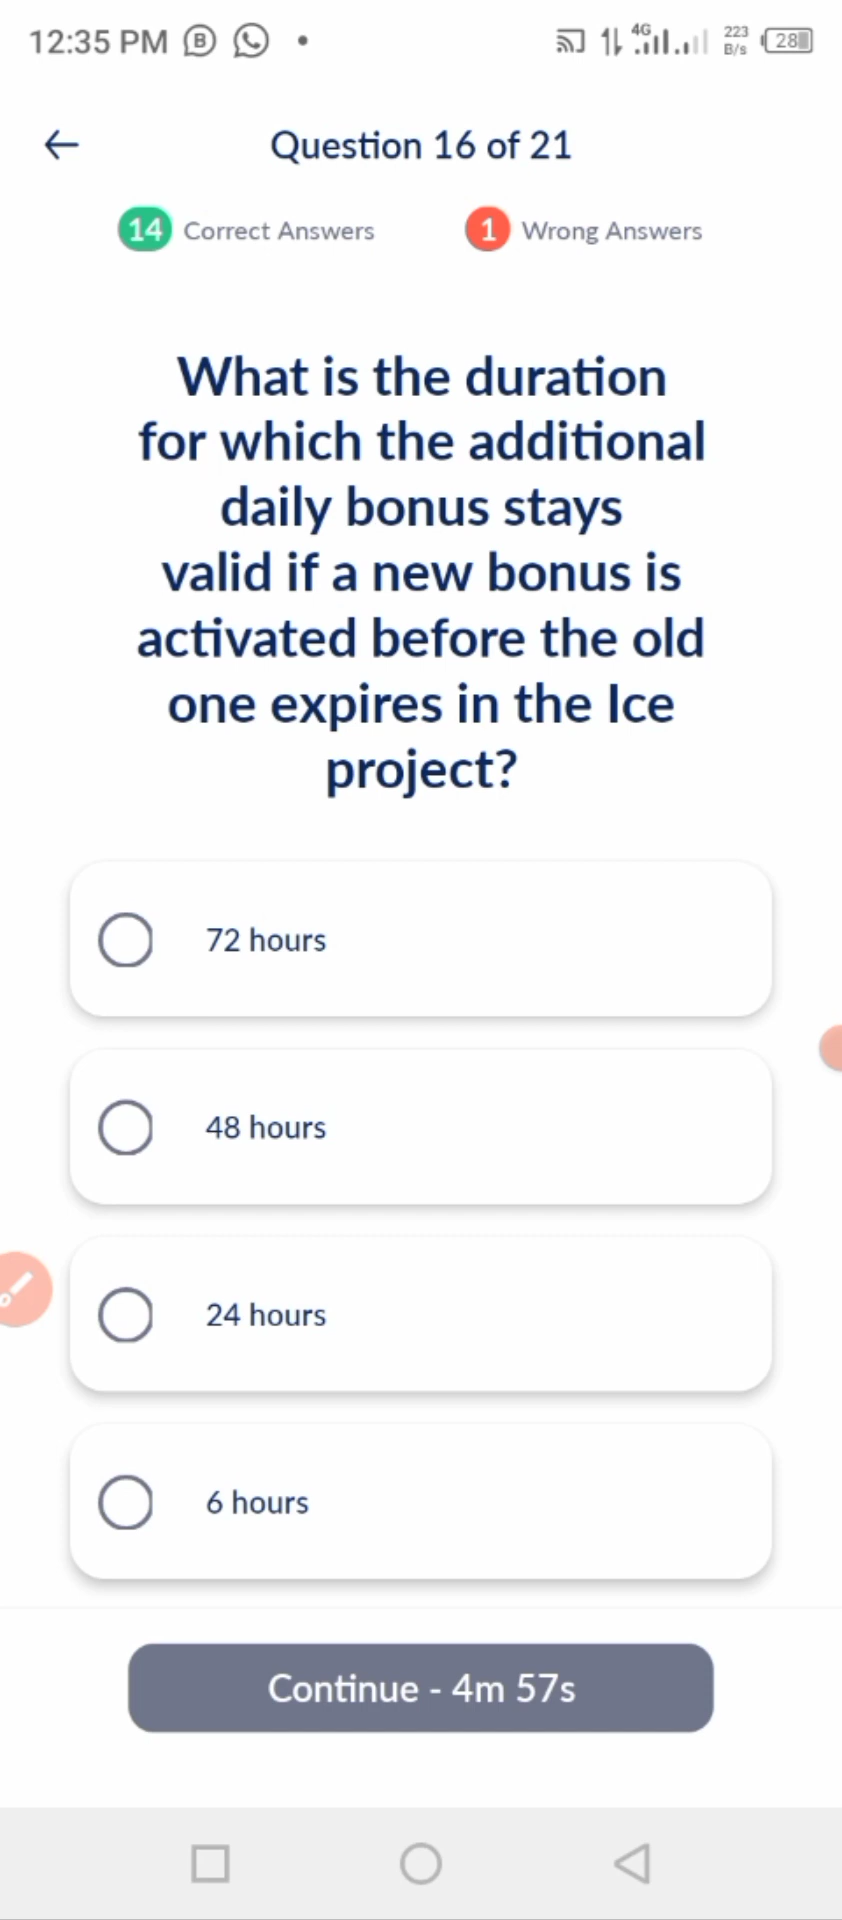 12:35 PM B • 4G 223 B/s 28
Question 16 of 21
14 Correct Answers 1 Wrong Answers
What is the duration
for which the additional
daily bonus stays
valid if a new bonus is
activated before the old
one expires in the Ice
project?
72 hours
48 hours
24 hours
6 hours
Continue - 4m 57s